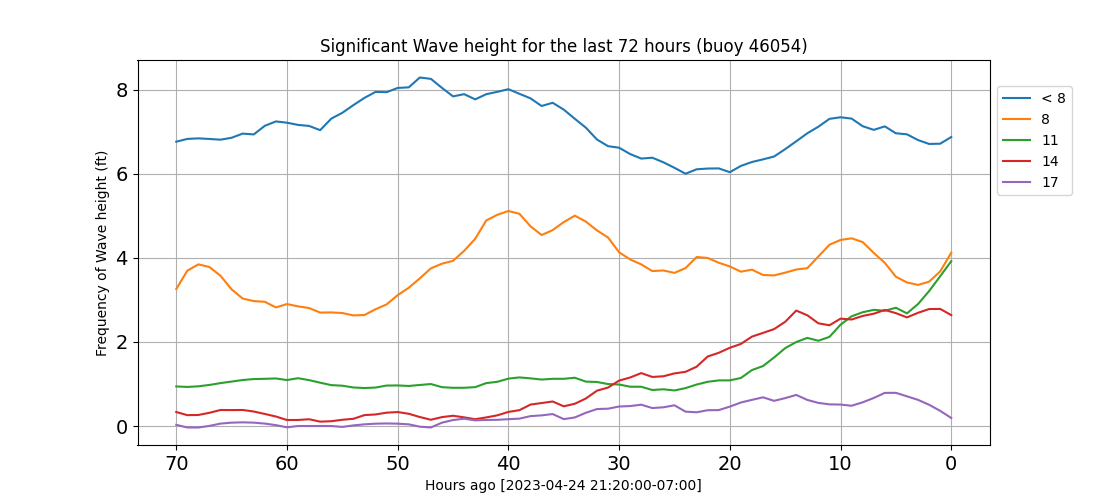 Significant Wave height for the last 72 hours (buoy 46054)
Frequency of Wave height (ft)
8
6
4
2
0
70 60 50 40 30 20 10 0
Hours ago [2023-04-24 21:20:00-07:00]
< 8
8
11
14
17